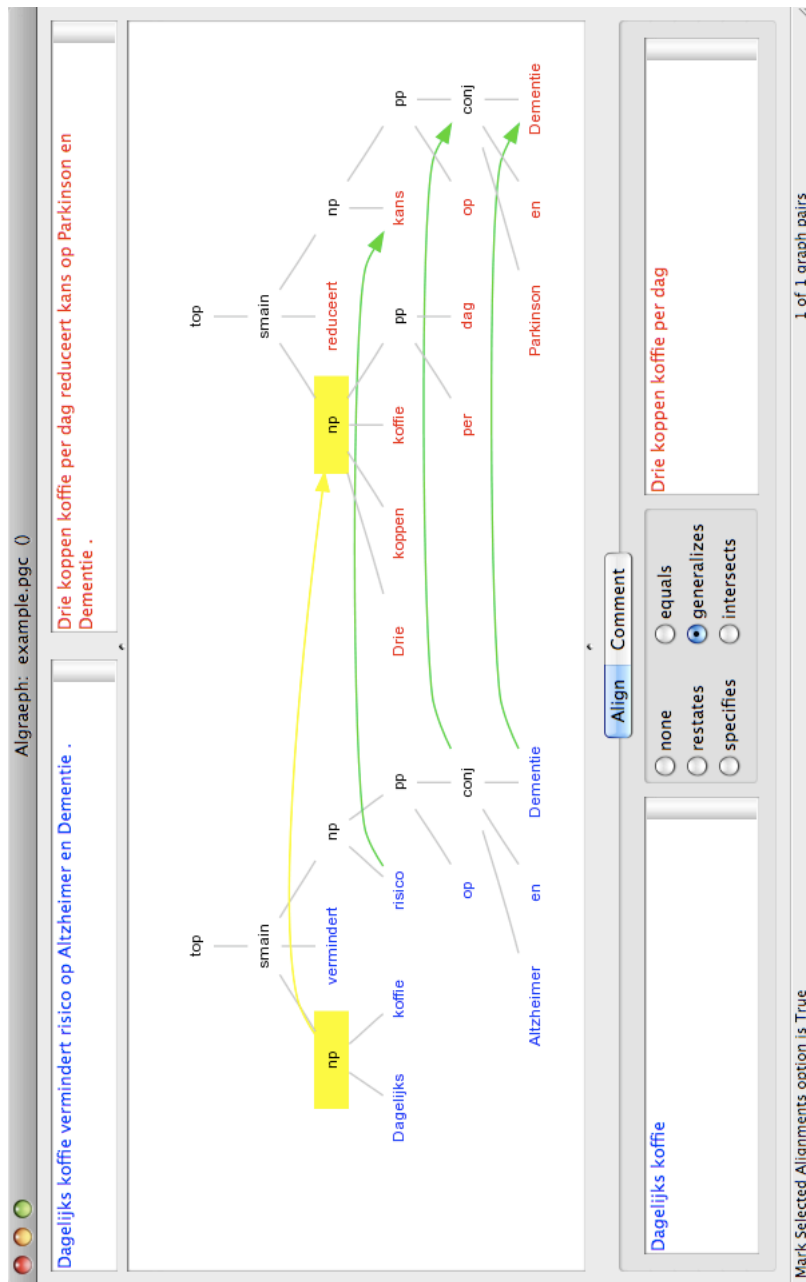 Algraeph: example.pgc ()
Dagelijks koffie vermindert risico op Altzheimer en Dementie .
Drie koppen koffie per dag reduceert kans op Parkinson en
Dementie .
top top
smain smain
np vermindert np np reduceert np
Dagelijks koffie risico pp Drie koppen koffie pp kans pp
op conj per dag op conj
Altzheimer en Dementie Parkinson en Dementie
Align Comment
Dagelijks koffie
none equals
restates generalizes
specifies intersects
Drie koppen koffie per dag
Mark Selected Alignments option is True 1 of 1 graph pairs